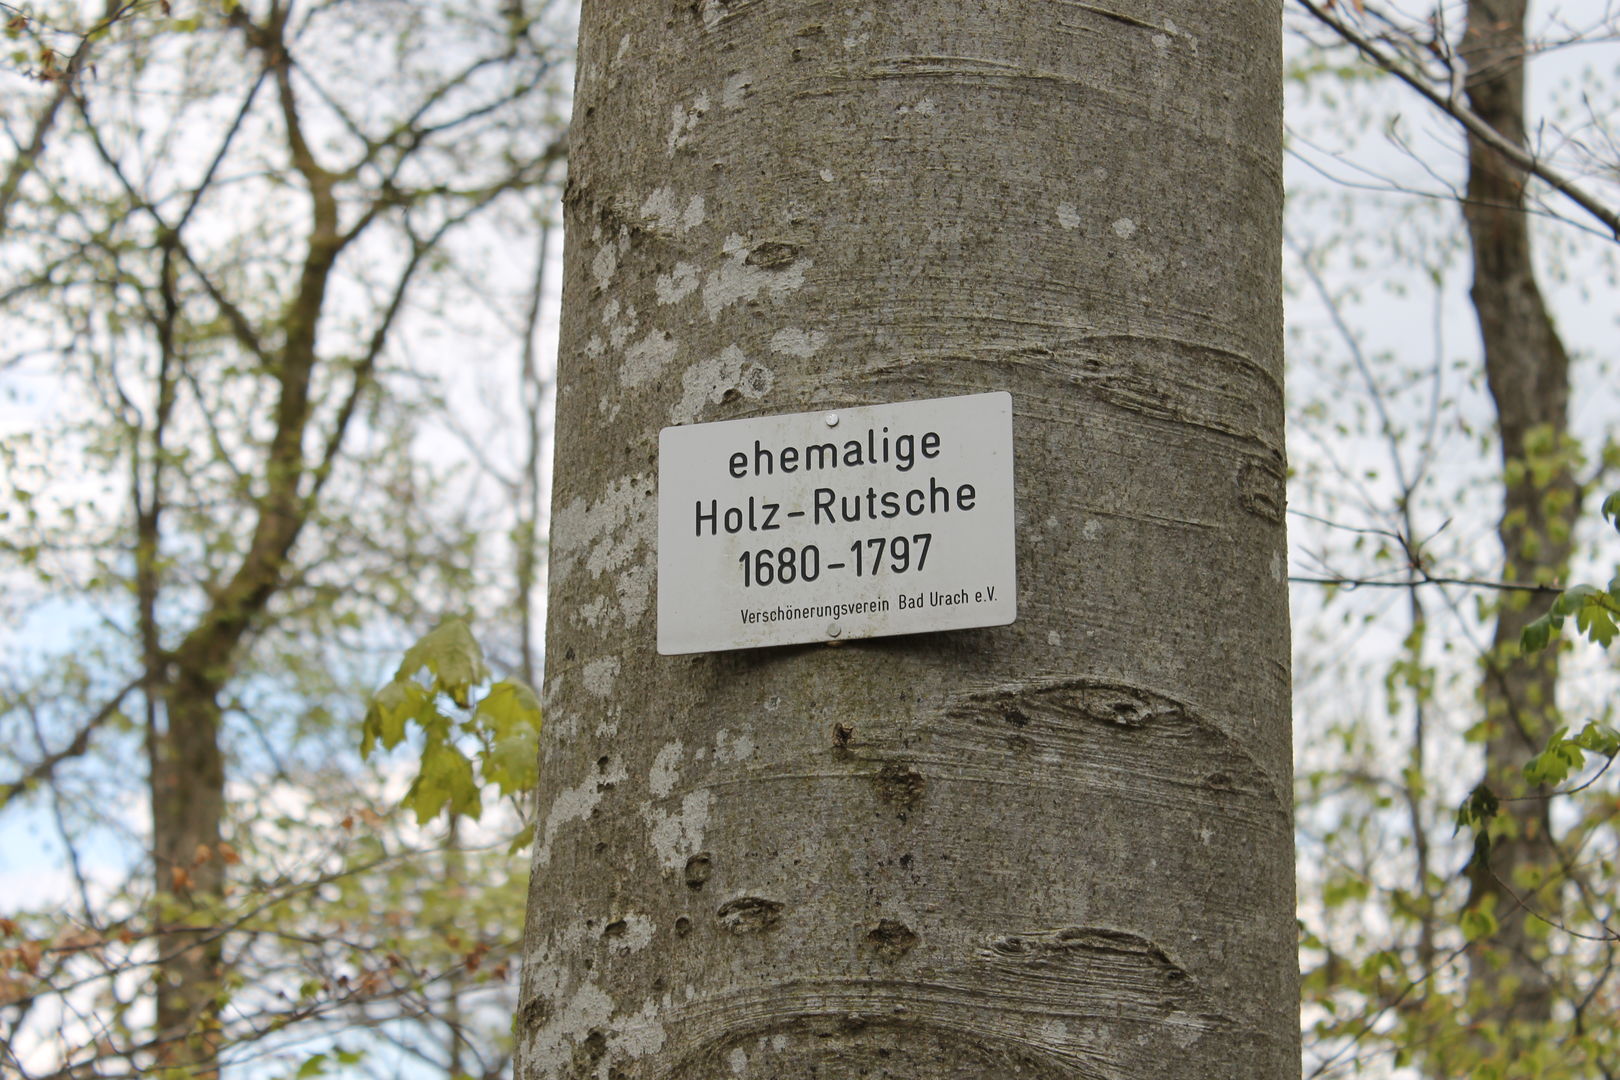 ehemalige
Holz-Rutsche
1680-1797
Verschönerungsverein Bad Urach e.V.